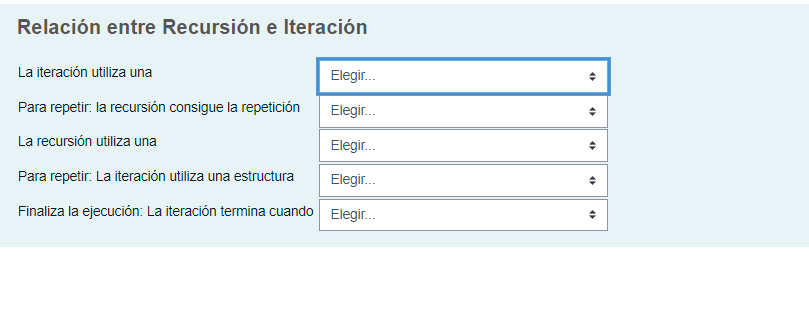 Relación entre Recursión e Iteración
La iteración utiliza una Elegir...
Para repetir: la recursión consigue la repetición Elegir...
La recursión utiliza una Elegir...
Para repetir: La iteración utiliza una estructura Elegir...
Finaliza la ejecución: La iteración termina cuando Elegir...